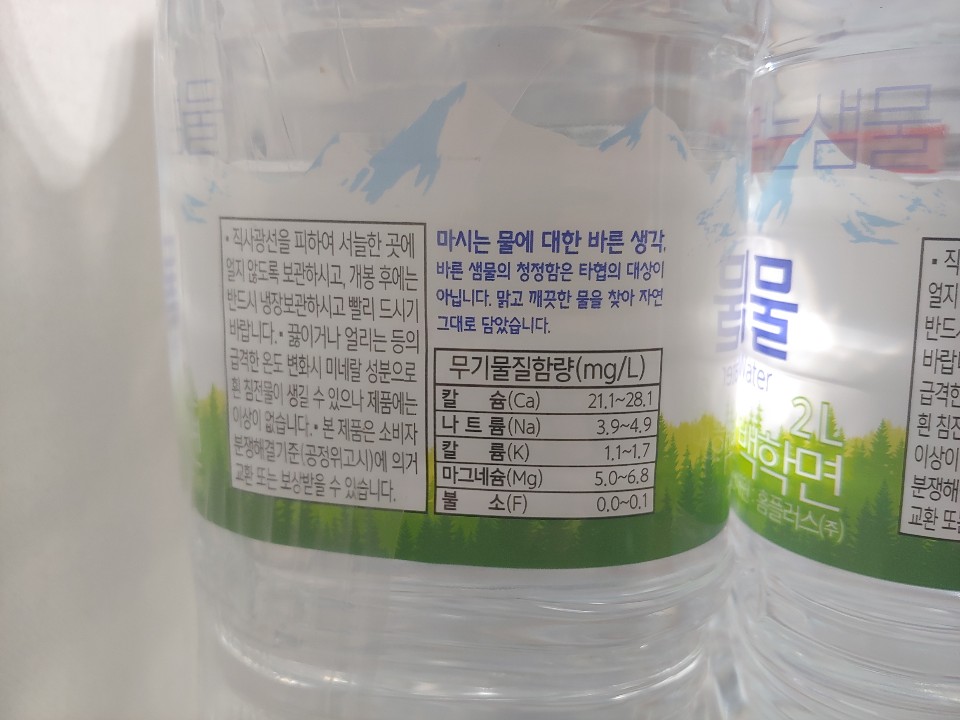 • 직사광선을 피하여 서늘한 곳에
얼지 않도록 보관하시고, 개봉 후에는
반드시 냉장보관하시고 빨리 드시기
바랍니다. • 끓이거나 얼리는 등의
급격한 온도 변화시 미네랄 성분으로
흰 침전물이 생길 수 있으나 제품에는
이상이 없습니다. • 본 제품은 소비자
분쟁해결기준(공정위고시)에 의거
교환 또는 보상받을 수 있습니다.
마시는 물에 대한 바른 생각,
바른 샘물의 청정함은 타협의 대상이
아닙니다. 맑고 깨끗한 물을 찾아 자연
그대로 담았습니다.
무기물질함량(mg/L)
칼 슘(Ca) 21.1~28.1
나 트 륨(Na) 3.9~4.9
칼 륨(K) 1.1~1.7
마그네슘(Mg) 5.0~6.8
불 소(F) 0.0~0.1
는샘물
물
Water
2L
백학면
홈플러스(주)
• 직
얼지
반드시
바랍
급격한
흰 침전
이상이
분쟁해
교환 또는